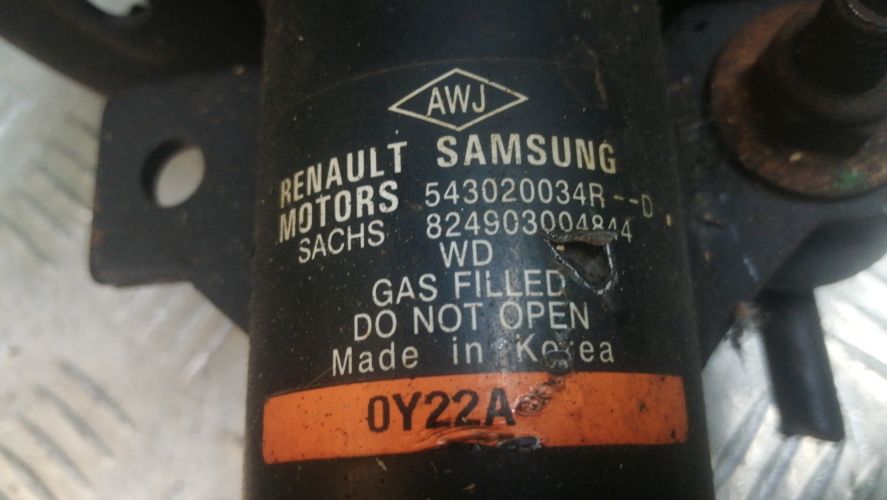 AWJ
RENAULT SAMSUNG
MOTORS 543020034R--D
SACHS 824903004844
WD
GAS FILLED
DO NOT OPEN
Made in Korea
0Y22A